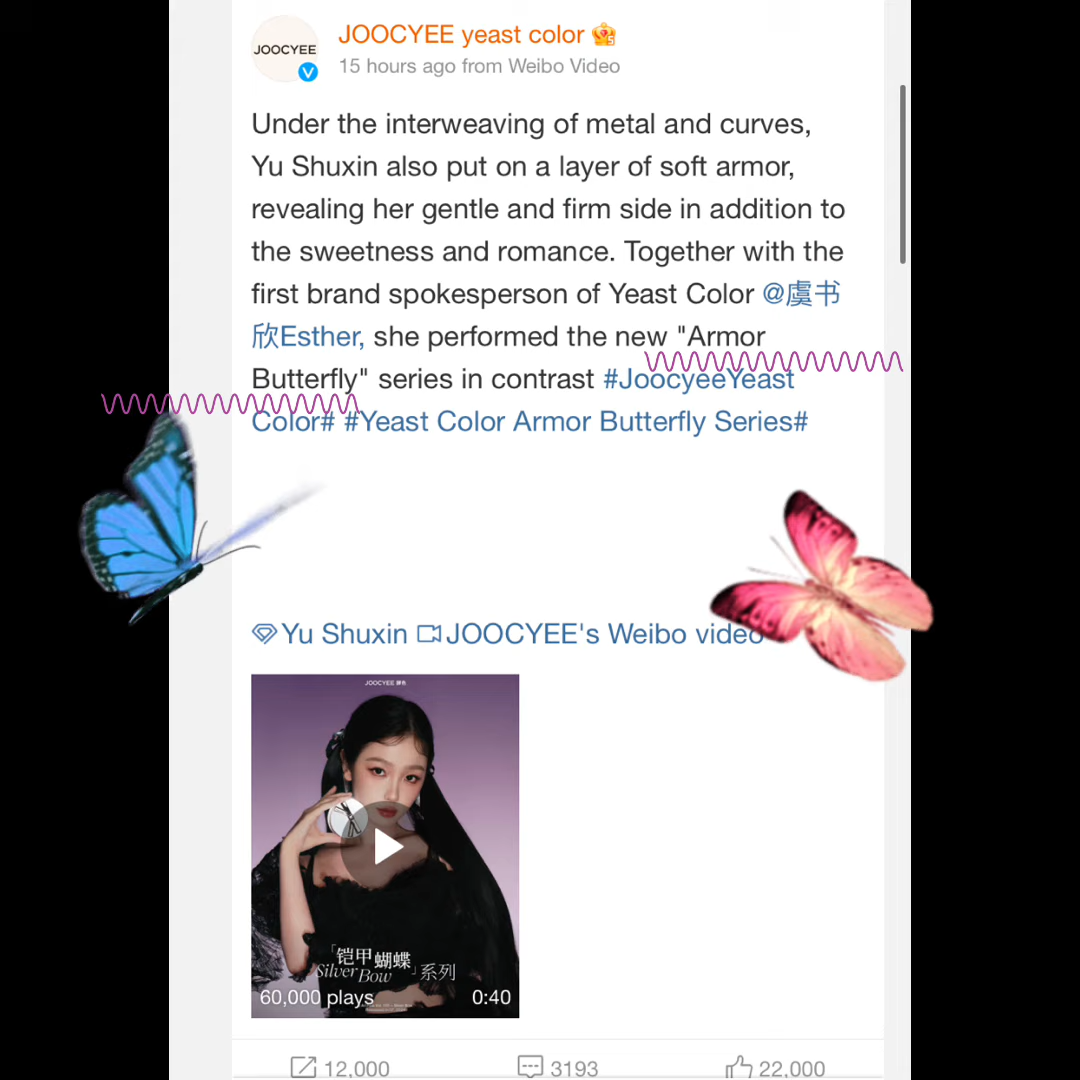 JOOCYEE
JOOCYEE yeast color
15 hours ago from Weibo Video
Under the interweaving of metal and curves,
Yu Shuxin also put on a layer of soft armor,
revealing her gentle and firm side in addition to
the sweetness and romance. Together with the
first brand spokesperson of Yeast Color @虞书
欣Esther, she performed the new "Armor
Butterfly" series in contrast #JoocyeeYeast
Color# #Yeast Color Armor Butterfly Series#
Yu Shuxin JOOCYEE's Weibo video
JOOCYEE 酵色
「铠甲蝴蝶」系列
Silver Bow
60,000 plays 0:40
12,000 3193 22,000